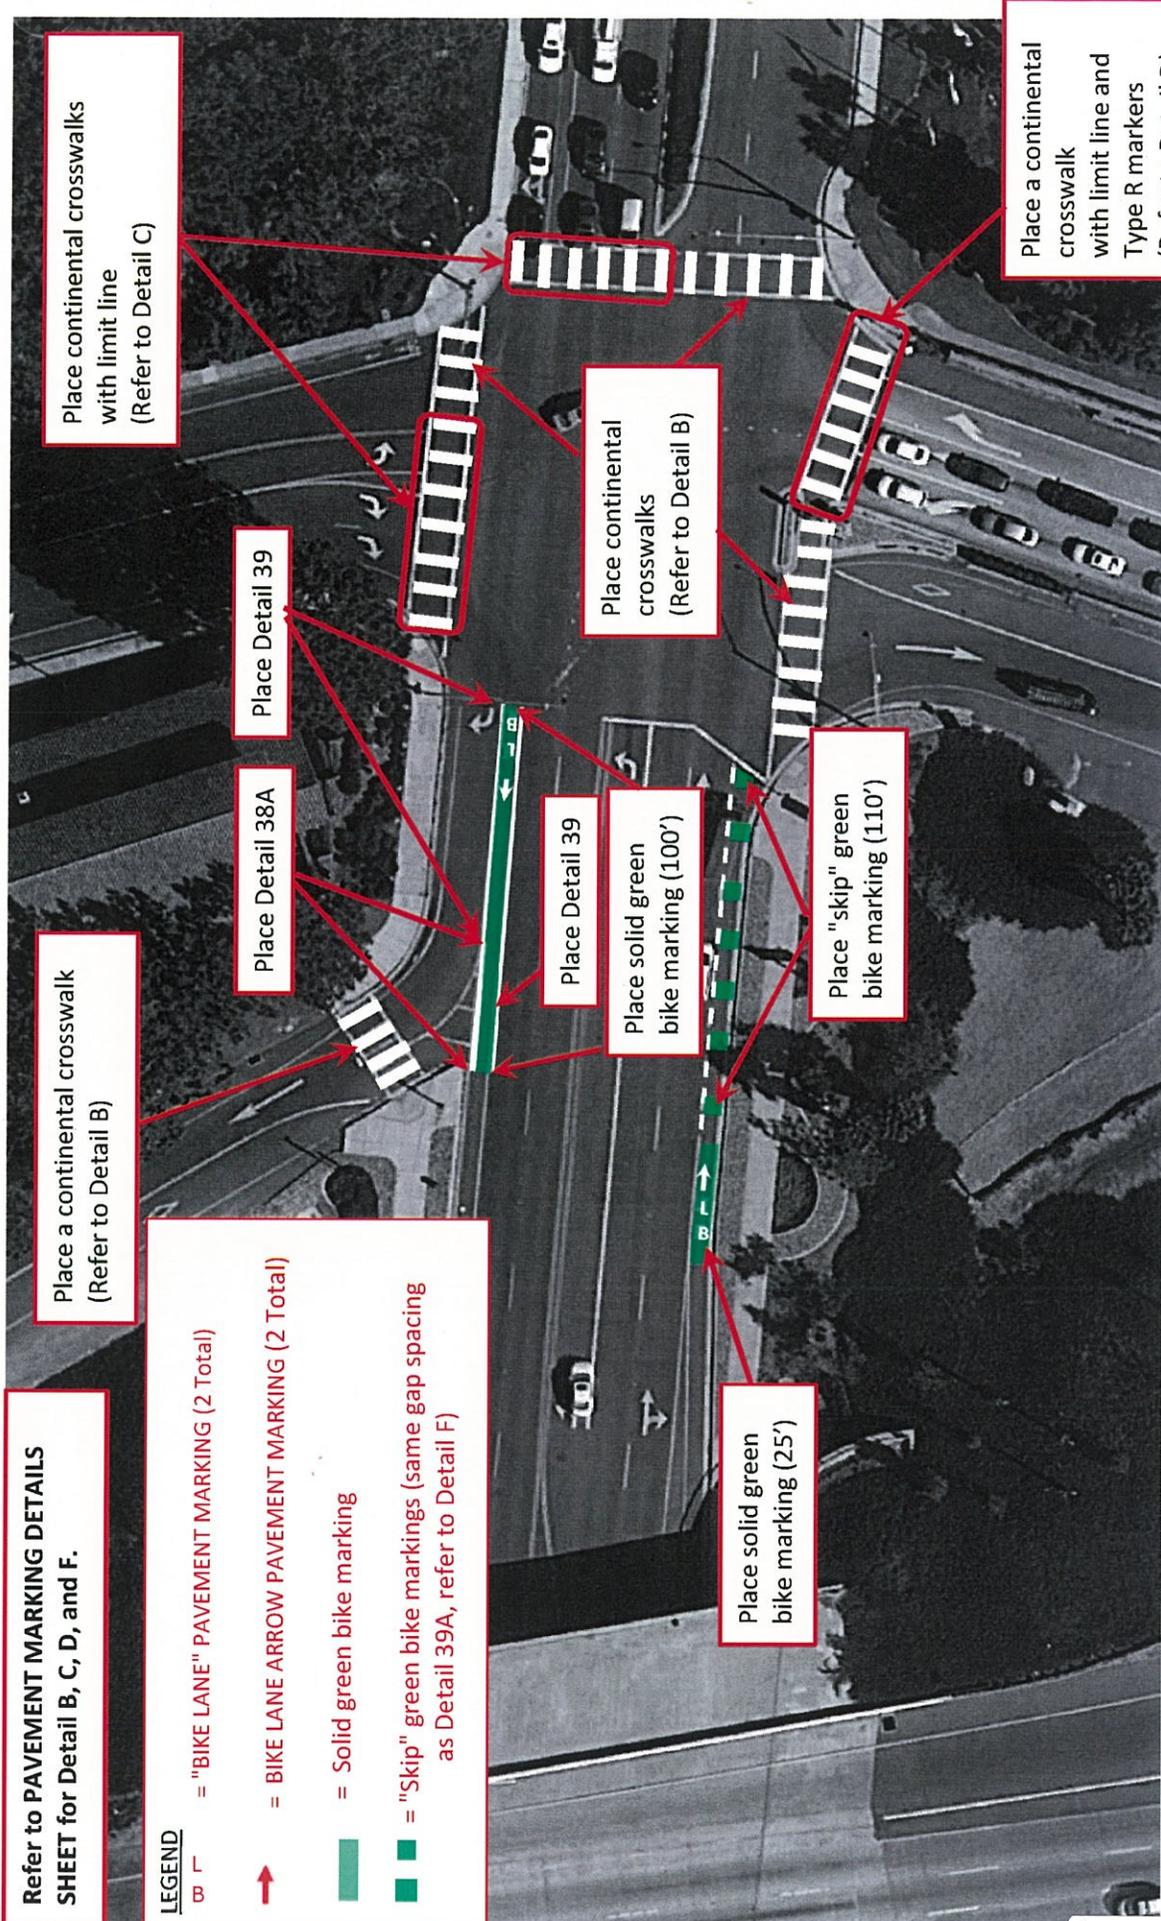 Refer to PAVEMENT MARKING DETAILS
SHEET for Detail B, C, D, and F.
LEGEND
B L = "BIKE LANE" PAVEMENT MARKING (2 Total)
= BIKE LANE ARROW PAVEMENT MARKING (2 Total)
= Solid green bike marking
= "Skip" green bike markings (same gap spacing
as Detail 39A, refer to Detail F)
Place a continental crosswalk
(Refer to Detail B)
Place Detail 38A
Place Detail 39
Place continental crosswalks
with limit line
(Refer to Detail C)
B L
Place Detail 39
Place solid green
bike marking (100')
Place continental
crosswalks
(Refer to Detail B)
B L
Place solid green
bike marking (25')
Place "skip" green
bike marking (110')
Place a continental
crosswalk
with limit line and
Type R markers